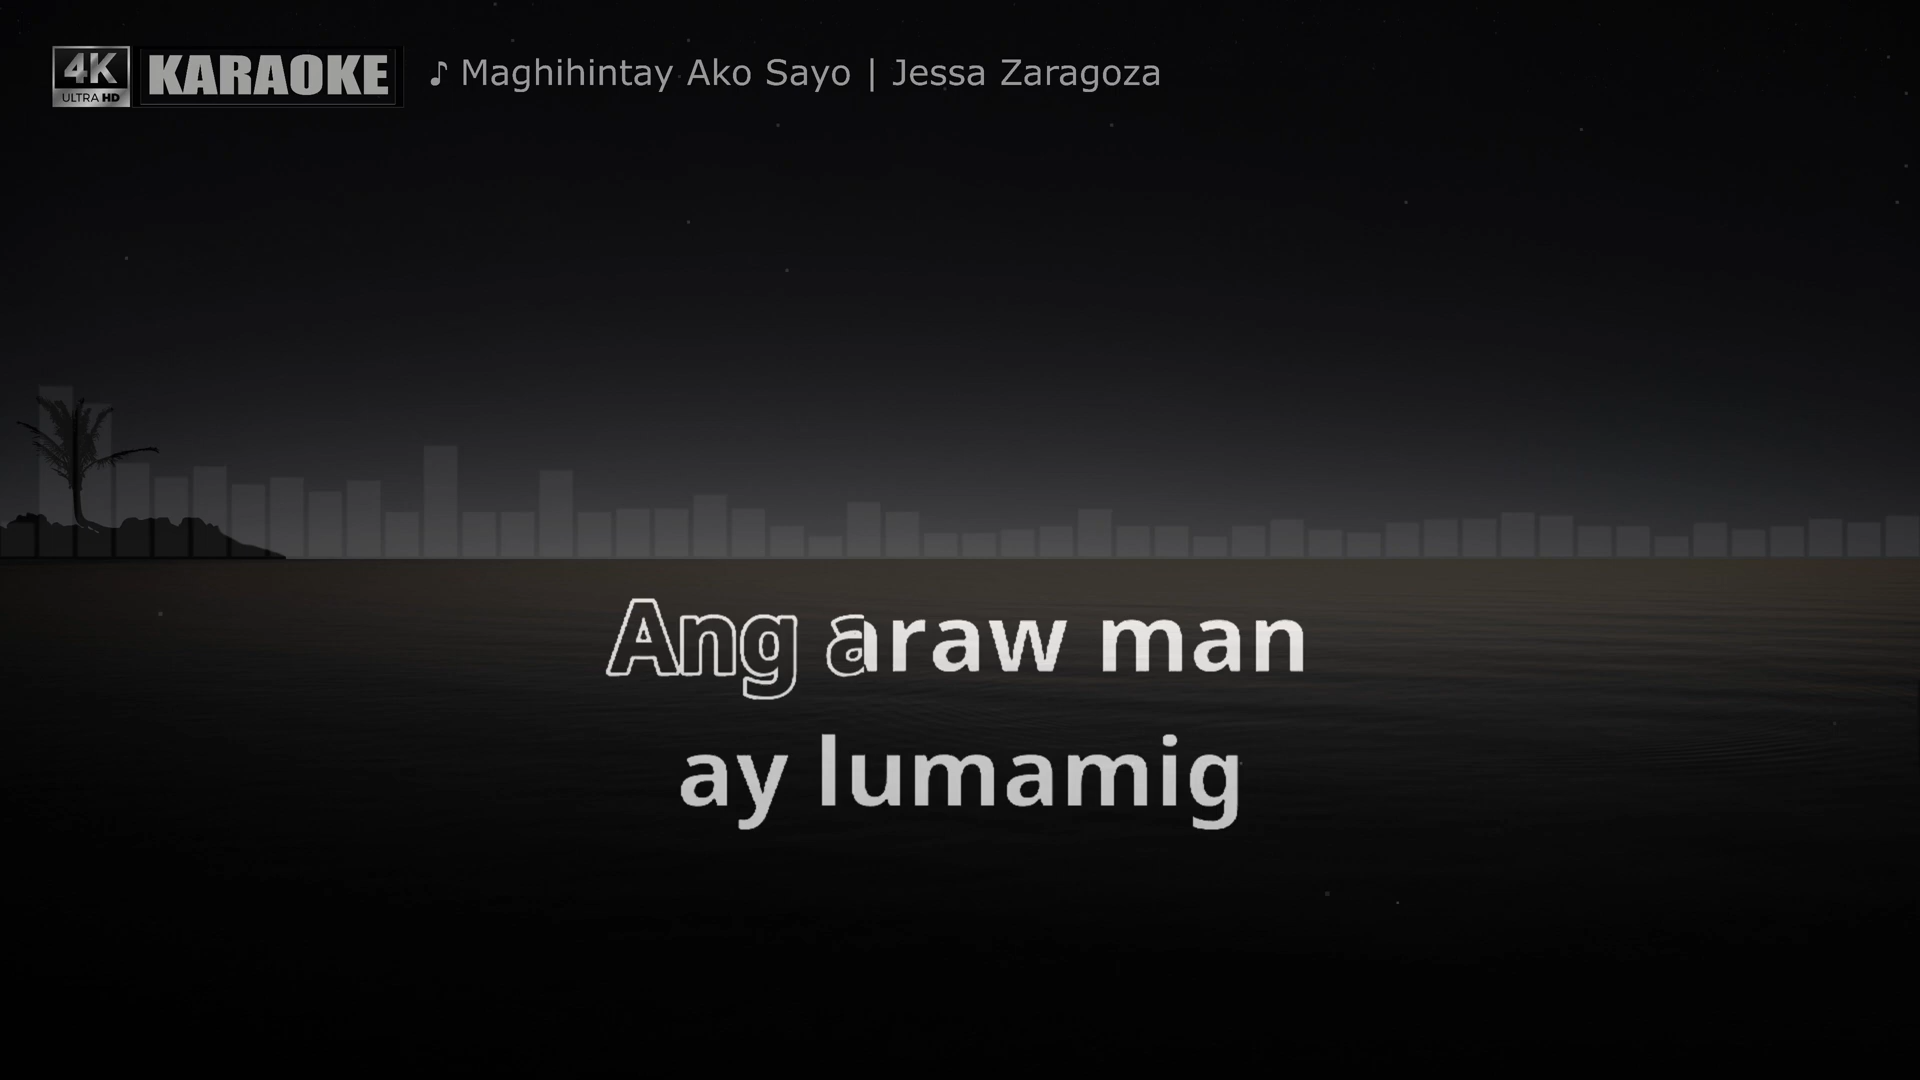 4K ULTRA HD KARAOKE ♪ Maghihintay Ako Sayo | Jessa Zaragoza
Ang araw man
ay lumamig